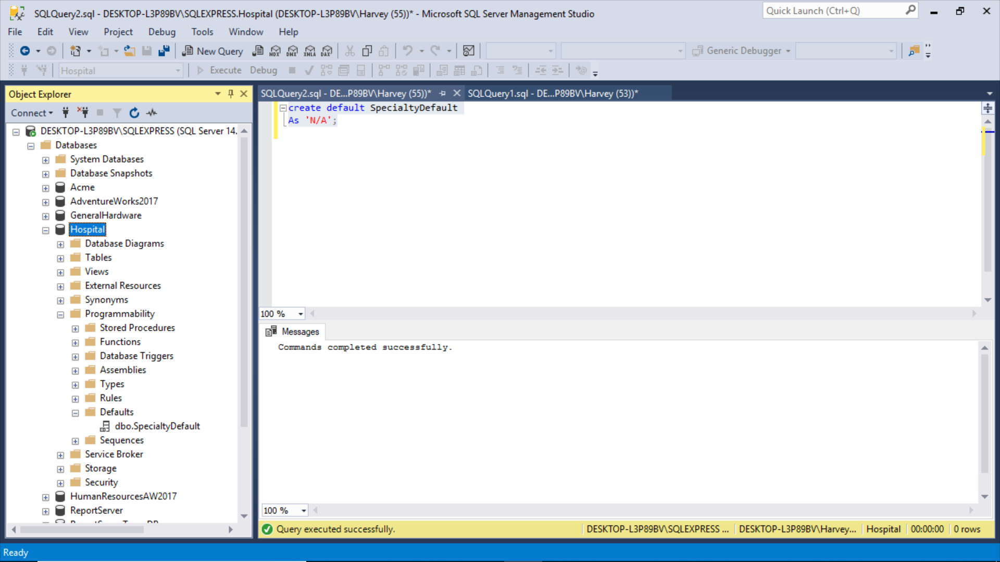 SQLQuery2.sql - DESKTOP-L3P89BV\SQLEXPRESS.Hospital (DESKTOP-L3P89BV\Harvey (55))* - Microsoft SQL Server Management Studio
Quick Launch (Ctrl+Q)
File Edit View Project Debug Tools Window Help
New Query MDX DMX XMLA DAX Generic Debugger
Hospital Execute Debug
Object Explorer
Connect
DESKTOP-L3P89BV\SQLEXPRESS (SQL Server 14.
Databases
System Databases
Database Snapshots
Acme
AdventureWorks2017
GeneralHardware
Hospital
Database Diagrams
Tables
Views
External Resources
Synonyms
Programmability
Stored Procedures
Functions
Database Triggers
Assemblies
Types
Rules
Defaults
dbo.SpecialtyDefault
Sequences
Service Broker
Storage
Security
HumanResourcesAW2017
ReportServer
SQLQuery2.sql - DE...P89BV\Harvey (55))*
SQLQuery1.sql - DE...P89BV\Harvey (53))*
create default SpecialtyDefault
As 'N/A';
100 %
Messages
Commands completed successfully.
100 %
Query executed successfully.
DESKTOP-L3P89BV\SQLEXPRESS ... DESKTOP-L3P89BV\Harvey... Hospital 00:00:00 0 rows
Ready